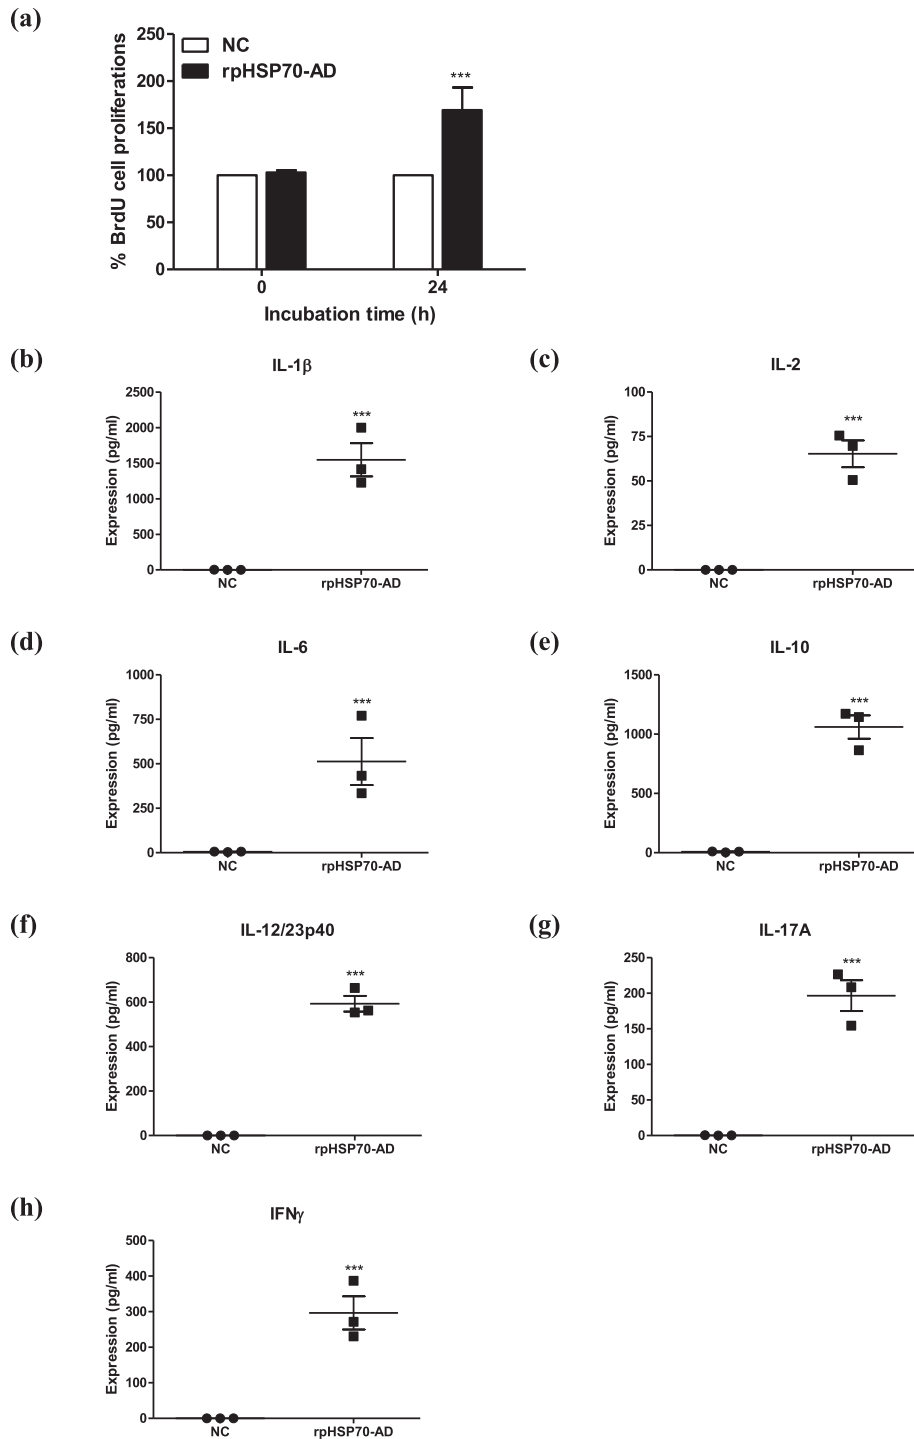 (a)
250
200
150
100
50
0
% BrdU cell proliferations
NC
rpHSP70-AD
***
0
24
Incubation time (h)
(b)
IL-1β
2500
2000
1500
1000
500
0
Expression (pg/ml)
***
NC
rpHSP70-AD
(c)
IL-2
100
75
50
25
0
Expression (pg/ml)
***
NC
rpHSP70-AD
(d)
IL-6
1000
750
500
250
0
Expression (pg/ml)
***
NC
rpHSP70-AD
(e)
IL-10
1500
1000
500
0
Expression (pg/ml)
***
NC
rpHSP70-AD
(f)
IL-12/23p40
800
600
400
200
0
Expression (pg/ml)
***
NC
rpHSP70-AD
(g)
IL-17A
250
200
150
100
50
0
Expression (pg/ml)
***
NC
rpHSP70-AD
(h)
IFNγ
500
400
300
200
100
0
Expression (pg/ml)
***
NC
rpHSP70-AD